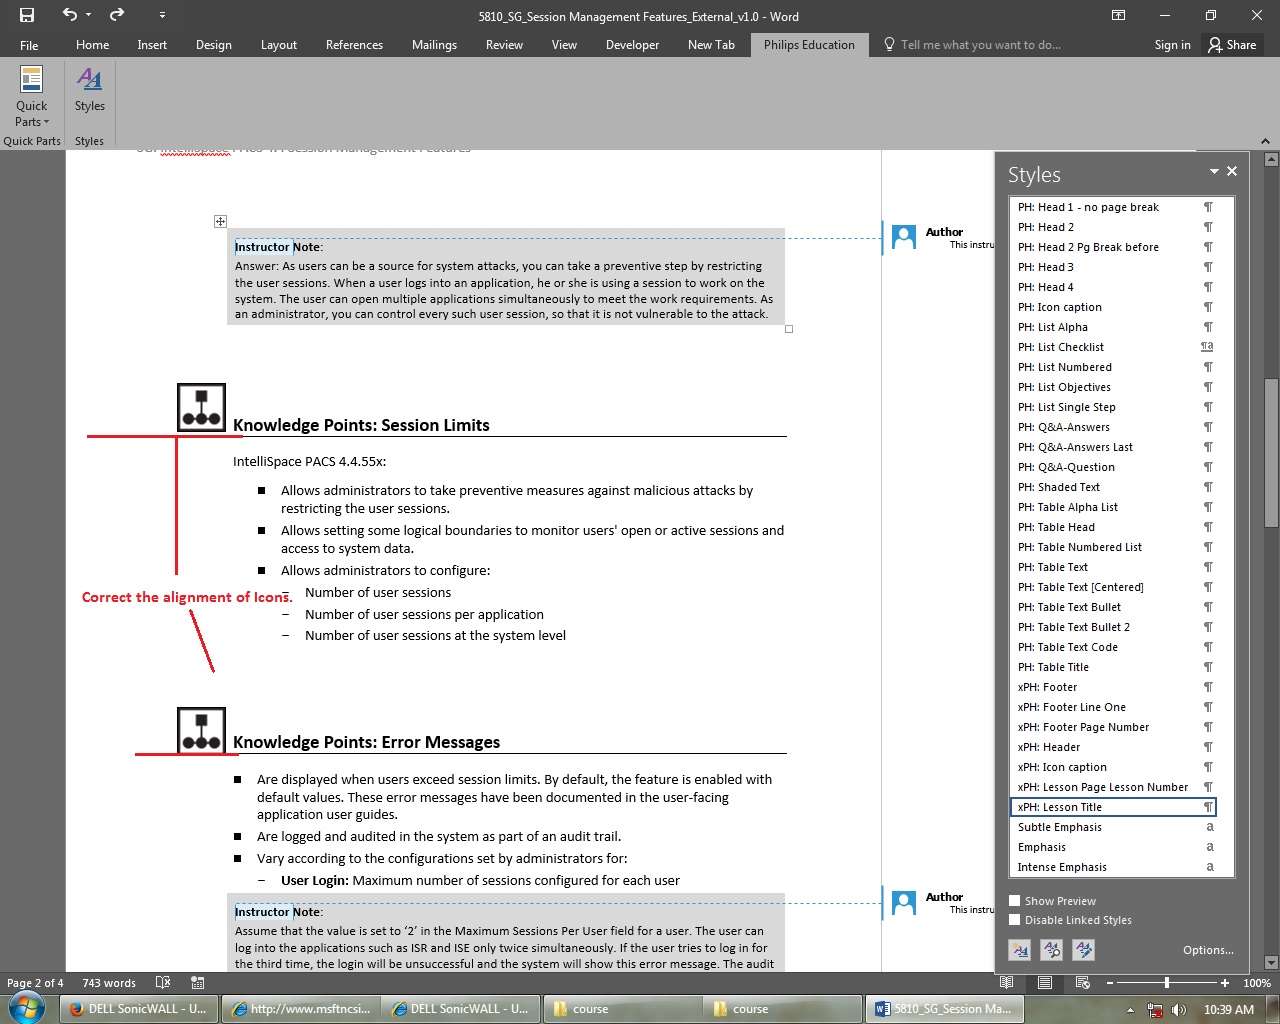 5810_SG_Session Management Features_External_v1.0 - Word
File Home Insert Design Layout References Mailings Review View Developer New Tab Philips Education Tell me what you want to do... Sign in Share
Quick Parts
Styles
Quick Parts Styles
Session Management Features
Instructor Note:
Answer: As users can be a source for system attacks, you can take a preventive step by restricting
the user sessions. When a user logs into an application, he or she is using a session to work on the
system. The user can open multiple applications simultaneously to meet the work requirements. As
an administrator, you can control every such user session, so that it is not vulnerable to the attack.
Author
This instru
Knowledge Points: Session Limits
IntelliSpace PACS 4.4.55x:
■ Allows administrators to take preventive measures against malicious attacks by
restricting the user sessions.
■ Allows setting some logical boundaries to monitor users' open or active sessions and
access to system data.
■ Allows administrators to configure:
– Number of user sessions
– Number of user sessions per application
– Number of user sessions at the system level
Correct the alignment of Icons.
Knowledge Points: Error Messages
■ Are displayed when users exceed session limits. By default, the feature is enabled with
default values. These error messages have been documented in the user-facing
application user guides.
■ Are logged and audited in the system as part of an audit trail.
■ Vary according to the configurations set by administrators for:
– User Login: Maximum number of sessions configured for each user
Instructor Note:
Assume that the value is set to ‘2’ in the Maximum Sessions Per User field for a user. The user can
log into the applications such as ISR and ISE only twice simultaneously. If the user tries to log in for
the third time, the login will be unsuccessful and the system will show this error message. The audit
Author
This instru
Styles
PH: Head 1 - no page break ¶
PH: Head 2 ¶
PH: Head 2 Pg Break before ¶
PH: Head 3 ¶
PH: Head 4 ¶
PH: Icon caption ¶
PH: List Alpha ¶
PH: List Checklist ¶a
PH: List Numbered ¶
PH: List Objectives ¶
PH: List Single Step ¶
PH: Q&A-Answers ¶
PH: Q&A-Answers Last ¶
PH: Q&A-Question ¶
PH: Shaded Text ¶
PH: Table Alpha List ¶
PH: Table Head ¶
PH: Table Numbered List ¶
PH: Table Text ¶
PH: Table Text [Centered] ¶
PH: Table Text Bullet ¶
PH: Table Text Bullet 2 ¶
PH: Table Text Code ¶
PH: Table Title ¶
xPH: Footer ¶
xPH: Footer Line One ¶
xPH: Footer Page Number ¶
xPH: Header ¶
xPH: Icon caption ¶
xPH: Lesson Page Lesson Number ¶
xPH: Lesson Title ¶
Subtle Emphasis a
Emphasis a
Intense Emphasis a
Show Preview
Disable Linked Styles
Options...
Page 2 of 4 743 words 100%
DELL SonicWALL - U... http://www.msftncsi... DELL SonicWALL - U... course course 5810_SG_Session Ma... 10:39 AM